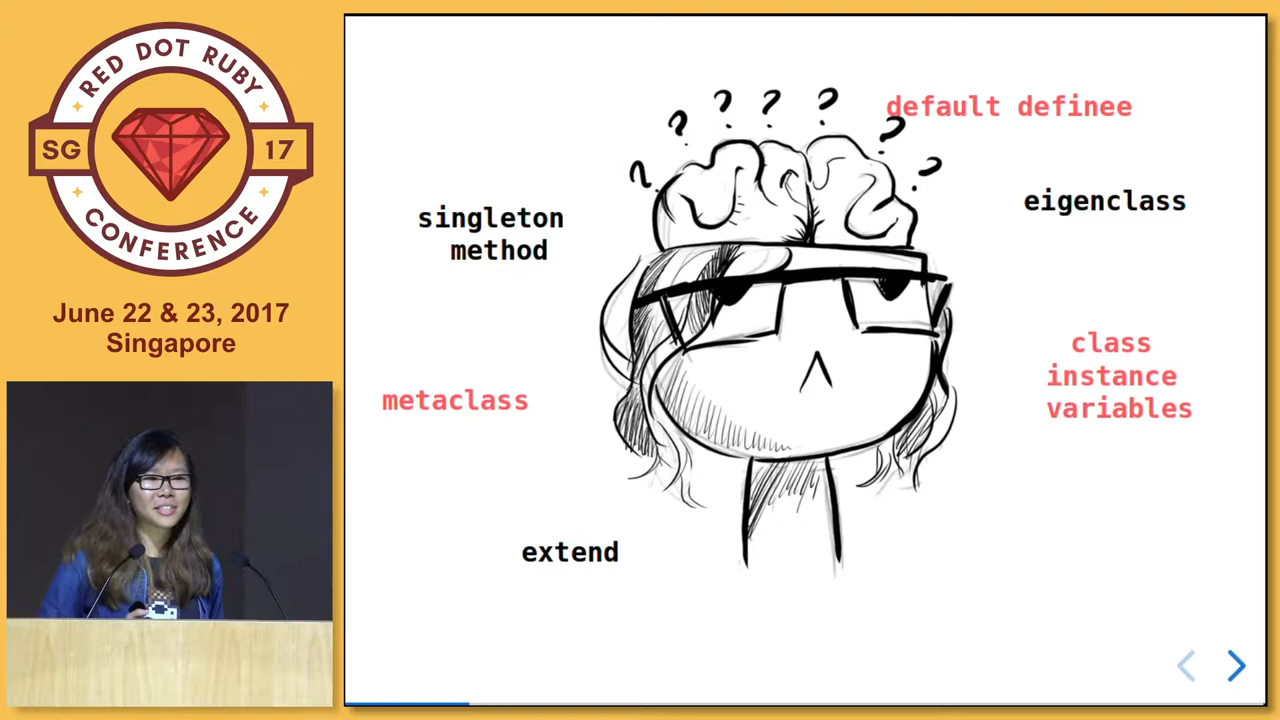 RED DOT RUBY
SG 17
CONFERENCE
June 22 & 23, 2017
Singapore
? ? ? ? ? ? ?
default definee
eigenclass
singleton
method
class
instance
variables
metaclass
extend